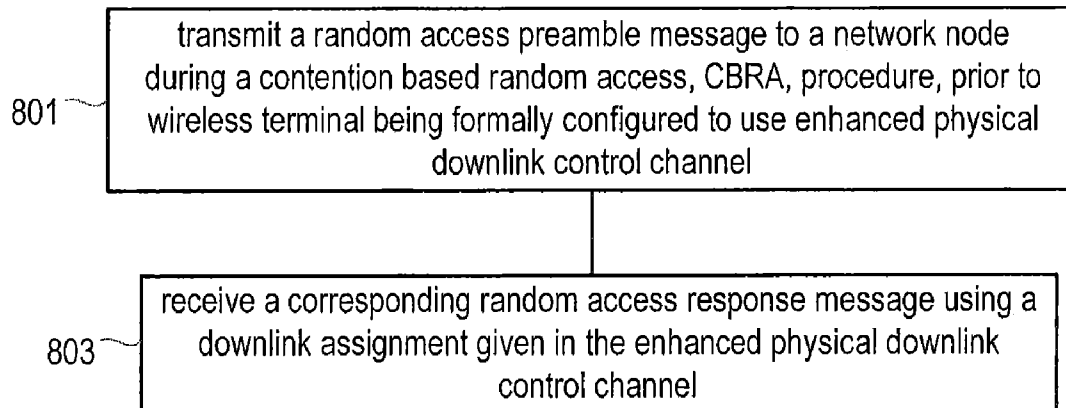 transmit a random access preamble message to a network node
during a contention based random access, CBRA, procedure, prior to
801
wireless terminal being formally configured to use enhanced physical
downlink control channel
receive a corresponding random access response message using a
803
downlink assignment given in the enhanced physical downlink
control channel